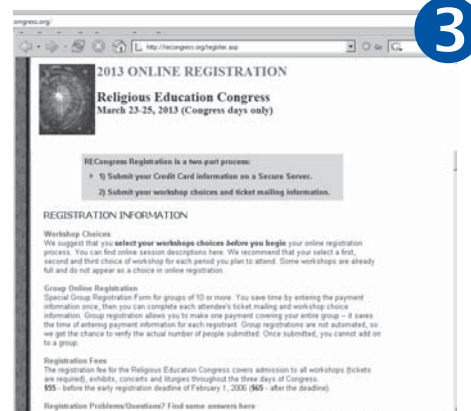 ongress.org/
3
http://recongress.org/register.asp
2013 ONLINE REGISTRATION
Religious Education Congress
March 23-25, 2013 (Congress days only)
RECongress Registration is a two part process:
1) Submit your Credit Card information on a Secure Server.
2) Submit your workshop choices and ticket mailing information.
REGISTRATION INFORMATION
Workshop Choices
We suggest that you select your workshops choices before you begin your online registration
process. You can find online session descriptions here. We recommend that your select a first,
second and third choice of workshop for each period you plan to attend. Some workshops are already
full and do not appear as a choice in online registration.
Group Online Registration
Special Group Registration Form for groups of 10 or more. You save time by entering the payment
information once, then you can complete each attendee's ticket mailing and workshop choice
information. Group registration allows you to make one payment covering your entire group – it saves
the time of entering payment information for each registrant. Group registrations are not automated, so
we get the chance to verify the actual number of people submitted. Once submitted, you cannot add on
to a group.
Registration Fees
The registration fee for the Religious Education Congress covers admission to all workshops (tickets
are required), exhibits, concerts and liturgies throughout the three days of Congress.
$55 - before the early registration deadline of February 1, 2006 ($65 - after the deadline).
Registration Problems/Questions? Find some answers here